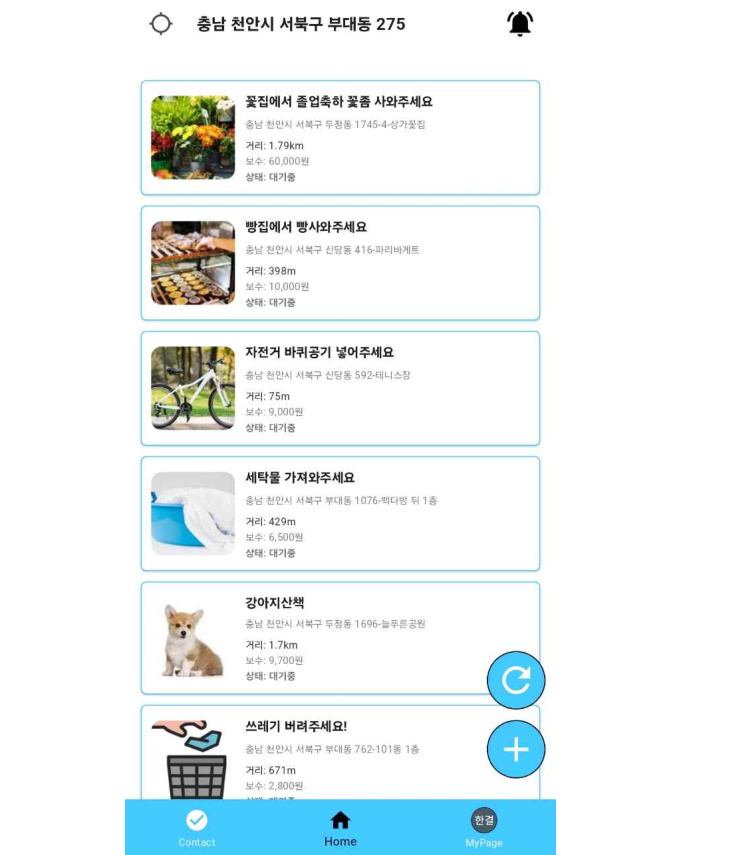 충남 천안시 서북구 부대동 275
꽃집에서 졸업축하 꽃좀 사와주세요
충남 천안시 서북구 두정동 1745-4-상가꽃집
거리: 1.79km
보수: 60,000원
상태: 대기중
빵집에서 빵사와주세요
충남 천안시 서북구 신당동 416-파리바게트
거리: 398m
보수: 10,000원
상태: 대기중
자전거 바퀴공기 넣어주세요
충남 천안시 서북구 신당동 592-테니스장
거리: 75m
보수: 9,000원
상태: 대기중
세탁물 가져와주세요
충남 천안시 서북구 부대동 1076-빽다방 뒤 1층
거리: 429m
보수: 6,500원
상태: 대기중
강아지산책
충남 천안시 서북구 두정동 1696-늘푸른공원
거리: 1.7km
보수: 9,700원
상태: 대기중
쓰레기 버려주세요!
충남 천안시 서북구 부대동 762-101동 1층
거리: 671m
보수: 2,800원
Contact
Home
한결
MyPage